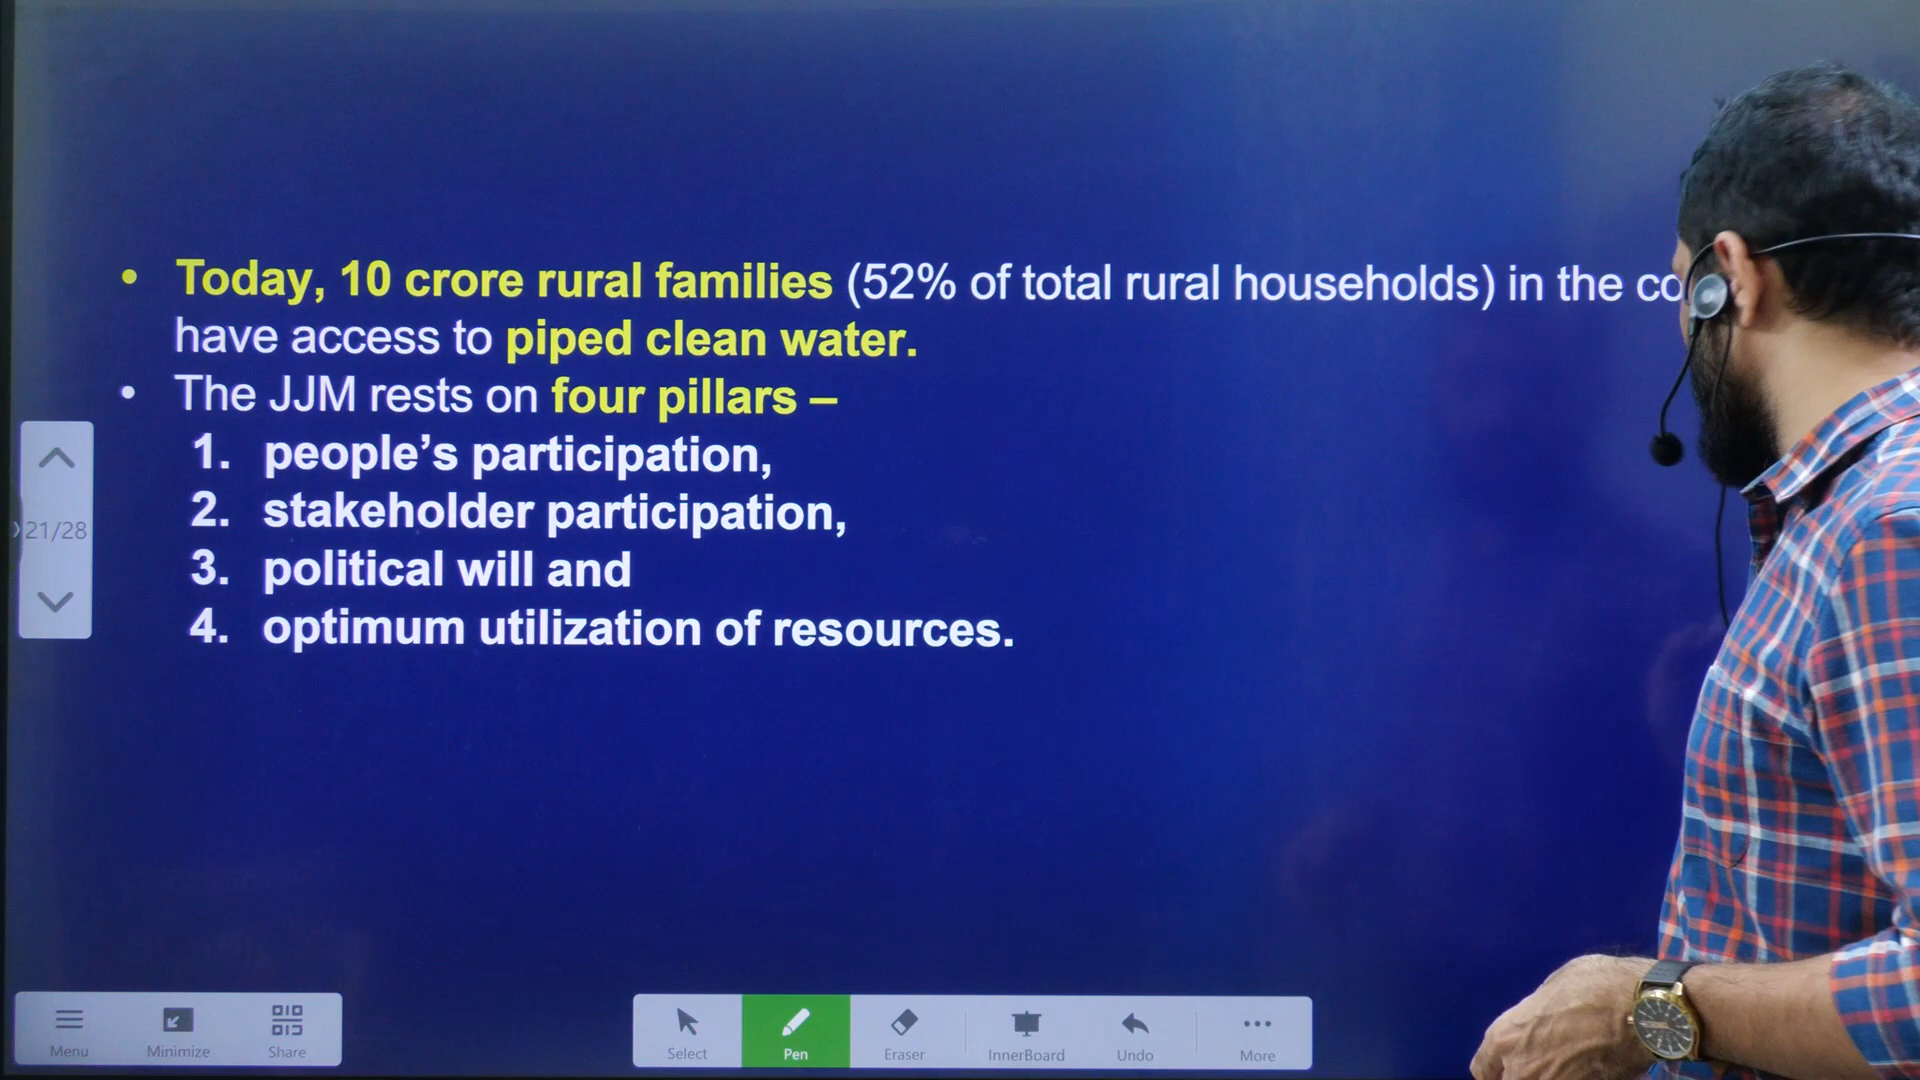 • Today, 10 crore rural families (52% of total rural households) in the
have access to piped clean water.
• The JJM rests on four pillars –
1. people’s participation,
2. stakeholder participation,
3. political will and
4. optimum utilization of resources.
21/28
Menu Minimize Share
Select Pen Eraser InnerBoard Undo More